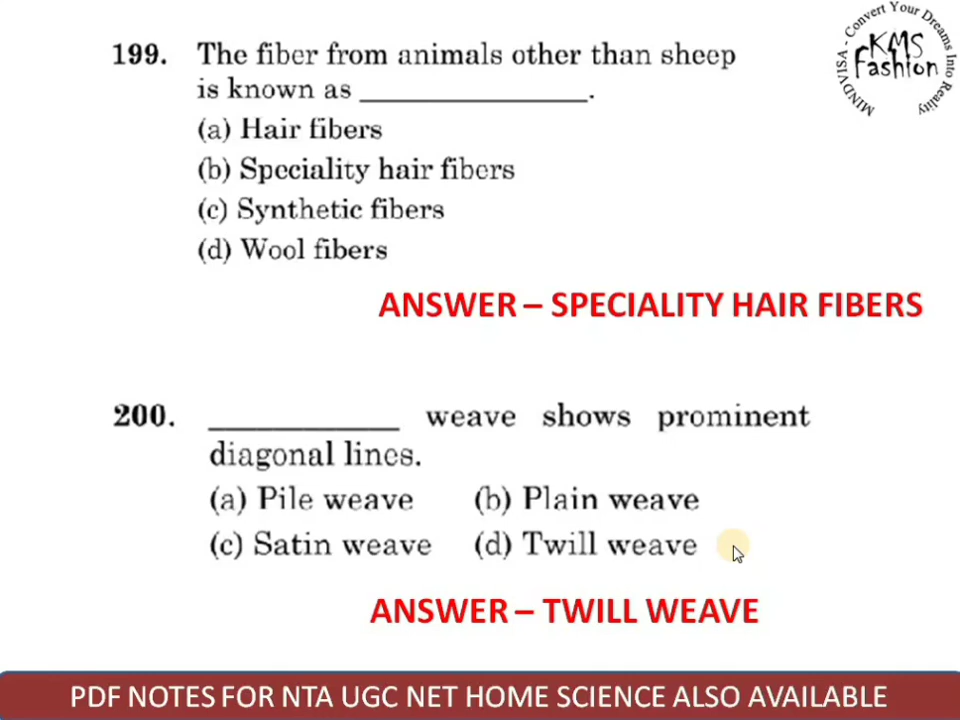 MINDVISA - Convert Your Dreams Into Reality
KMS
Fashion
199. The fiber from animals other than sheep
is known as _______________.
(a) Hair fibers
(b) Speciality hair fibers
(c) Synthetic fibers
(d) Wool fibers
ANSWER – SPECIALITY HAIR FIBERS
200. _____________ weave shows prominent
diagonal lines.
(a) Pile weave (b) Plain weave
(c) Satin weave (d) Twill weave
ANSWER – TWILL WEAVE
PDF NOTES FOR NTA UGC NET HOME SCIENCE ALSO AVAILABLE